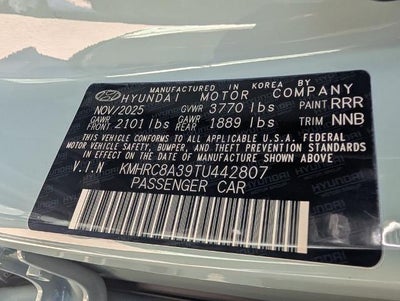 MANUFACTURED IN KOREA BY
HYUNDAI MOTOR COMPANY
NOV/2025 GVWR 3770 lbs PAINT RRR
GAWR FRONT 2101 lbs GAWR REAR 1889 lbs TRIM NNB
THIS VEHICLE CONFORMS TO ALL APPLICABLE U.S.A. FEDERAL
MOTOR VEHICLE SAFETY, BUMPER, AND THEFT PREVENTION STANDARDS
IN EFFECT ON THE DATE OF MANUFACTURE SHOWN ABOVE.
V.I.N KMHRC8A39TU442807
PASSENGER CAR